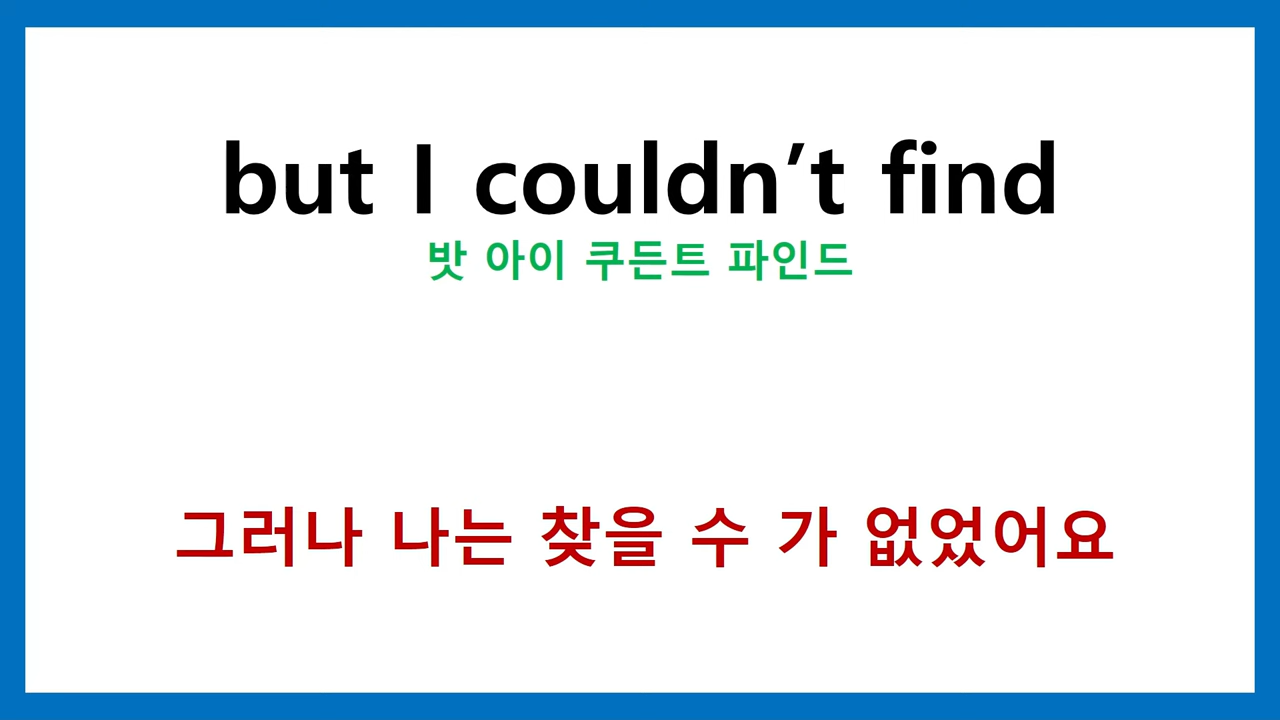 but I couldn’t find
밧 아이 쿠든트 파인드
그러나 나는 찾을 수 가 없었어요